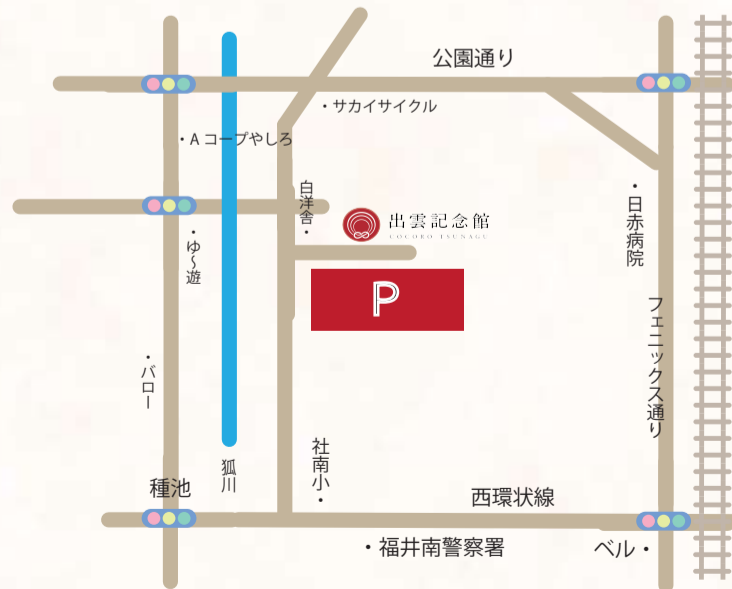 公園通り
・サカイサイクル
・Aコープやしろ
白洋舎・
出雲記念館
COCORO TSUNAGU
・日赤病院
・ゆ〜遊
P
フェニックス通り
・バロー
社南小・
狐川
種池
西環状線
・福井南警察署
ベル・